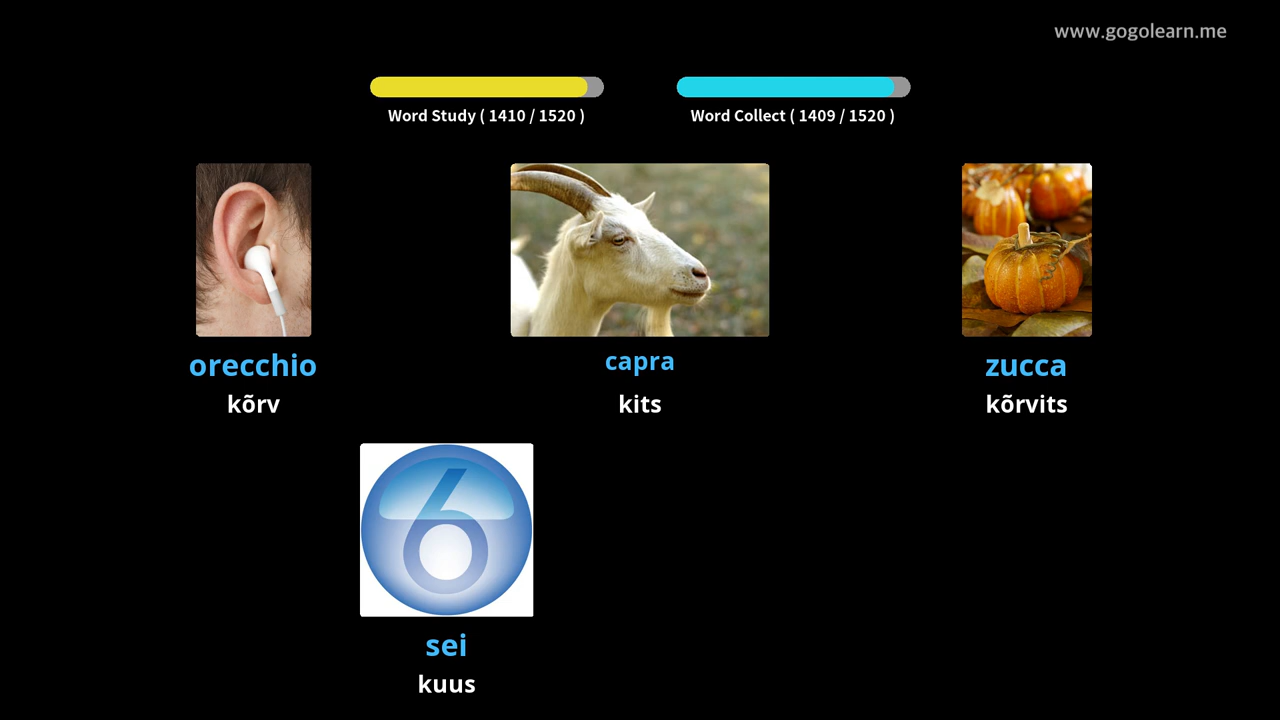 www.gogolearn.me
Word Study ( 1410 / 1520 )
Word Collect ( 1409 / 1520 )
orecchio
kõrv
capra
kits
zucca
kõrvits
6
sei
kuus